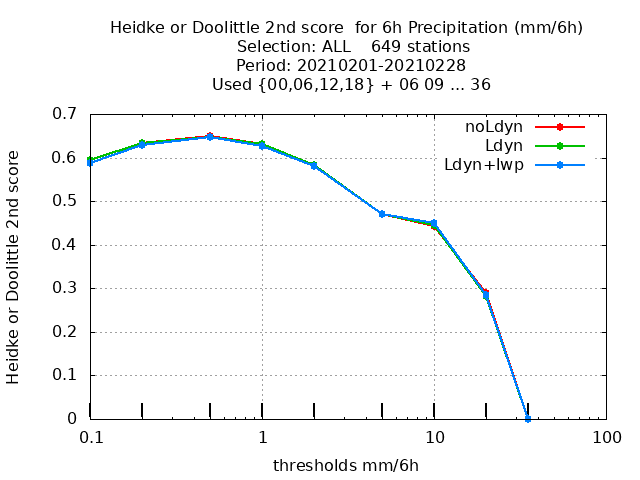 Heidke or Doolittle 2nd score  for 6h Precipitation (mm/6h)
Selection: ALL    649 stations
Period: 20210201-20210228
Used {00,06,12,18} + 06 09 ... 36
noLdyn
Ldyn
Ldyn+lwp
Heidke or Doolittle 2nd score
0.7
0.6
0.5
0.4
0.3
0.2
0.1
0
0.1 1 10 100
thresholds mm/6h